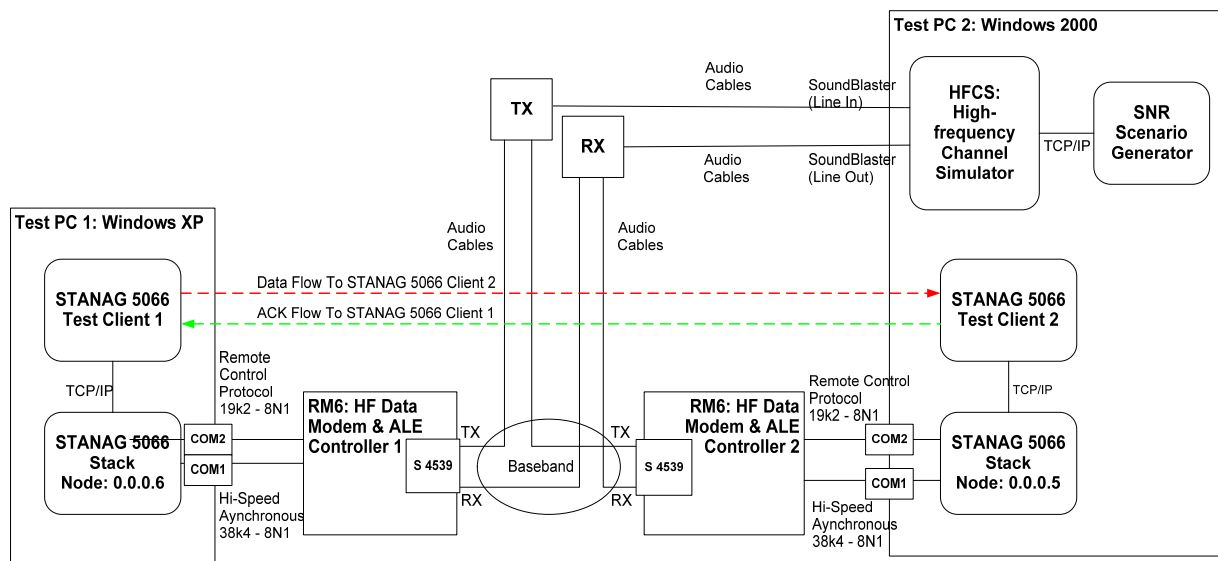 Test PC 2: Windows 2000
Audio
Cables
SoundBlaster
(Line In)
TX
HFCS:
High-
frequency
Channel
Simulator
TCP/IP
SNR
Scenario
Generator
RX
Audio
Cables
SoundBlaster
(Line Out)
Test PC 1: Windows XP
Audio
Cables
Audio
Cables
STANAG 5066
Test Client 1
Data Flow To STANAG 5066 Client 2
ACK Flow To STANAG 5066 Client 1
STANAG 5066
Test Client 2
TCP/IP
Remote
Control
Protocol
19k2 - 8N1
Remote Control
Protocol
19k2 - 8N1
TCP/IP
STANAG 5066
Stack
Node: 0.0.0.6
COM2
COM1
Hi-Speed
Aynchronous
38k4 - 8N1
RM6: HF Data
Modem & ALE
Controller 1
S 4539
TX
RX
Baseband
TX
RX
S 4539
RM6: HF Data
Modem & ALE
Controller 2
COM2
COM1
Hi-Speed
Aynchronous
38k4 - 8N1
STANAG 5066
Stack
Node: 0.0.0.5